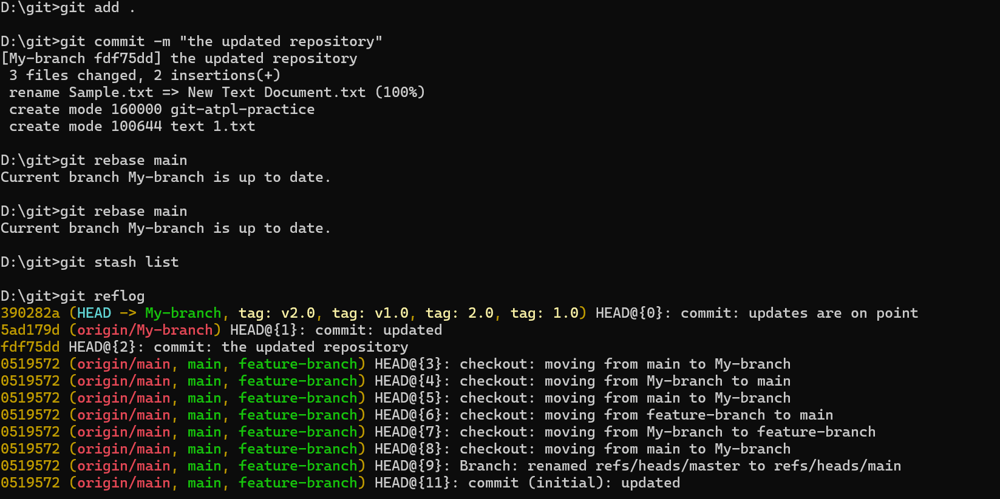 D:\git>git add .
D:\git>git commit -m "the updated repository"
[My-branch fdf75dd] the updated repository
 3 files changed, 2 insertions(+)
 rename Sample.txt => New Text Document.txt (100%)
 create mode 160000 git-atpl-practice
 create mode 100644 text 1.txt
D:\git>git rebase main
Current branch My-branch is up to date.
D:\git>git rebase main
Current branch My-branch is up to date.
D:\git>git stash list
D:\git>git reflog
390282a (HEAD -> My-branch, tag: v2.0, tag: v1.0, tag: 2.0, tag: 1.0) HEAD@{0}: commit: updates are on point
5ad179d (origin/My-branch) HEAD@{1}: commit: updated
fdf75dd HEAD@{2}: commit: the updated repository
0519572 (origin/main, main, feature-branch) HEAD@{3}: checkout: moving from main to My-branch
0519572 (origin/main, main, feature-branch) HEAD@{4}: checkout: moving from My-branch to main
0519572 (origin/main, main, feature-branch) HEAD@{5}: checkout: moving from main to My-branch
0519572 (origin/main, main, feature-branch) HEAD@{6}: checkout: moving from feature-branch to main
0519572 (origin/main, main, feature-branch) HEAD@{7}: checkout: moving from My-branch to feature-branch
0519572 (origin/main, main, feature-branch) HEAD@{8}: checkout: moving from main to My-branch
0519572 (origin/main, main, feature-branch) HEAD@{9}: Branch: renamed refs/heads/master to refs/heads/main
0519572 (origin/main, main, feature-branch) HEAD@{11}: commit (initial): updated